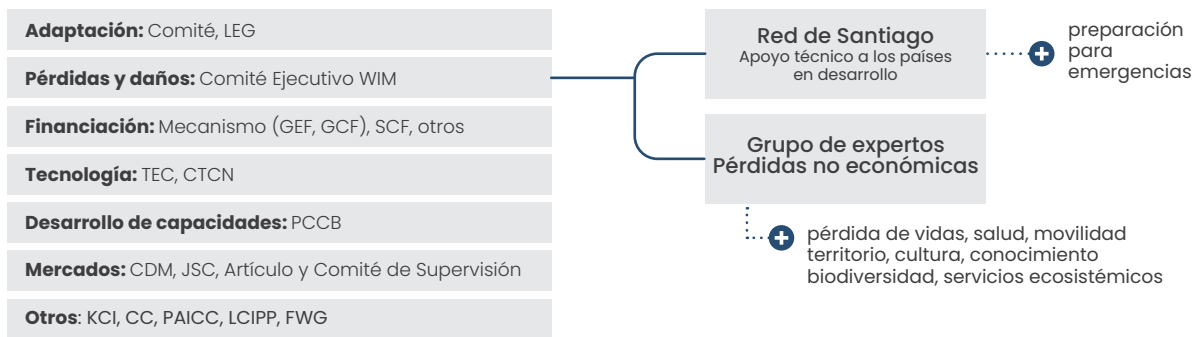 Adaptación: Comité, LEG
Pérdidas y daños: Comité Ejecutivo WIM
Financiación: Mecanismo (GEF, GCF), SCF, otros
Tecnología: TEC, CTCN
Desarrollo de capacidades: PCCB
Mercados: CDM, JSC, Artículo y Comité de Supervisión
Otros: KCI, CC, PAICC, LCIPP, FWG
Red de Santiago
Apoyo técnico a los países
en desarrollo
preparación
para
emergencias
Grupo de expertos
Pérdidas no económicas
pérdida de vidas, salud, movilidad
territorio, cultura, conocimiento
biodiversidad, servicios ecosistémicos